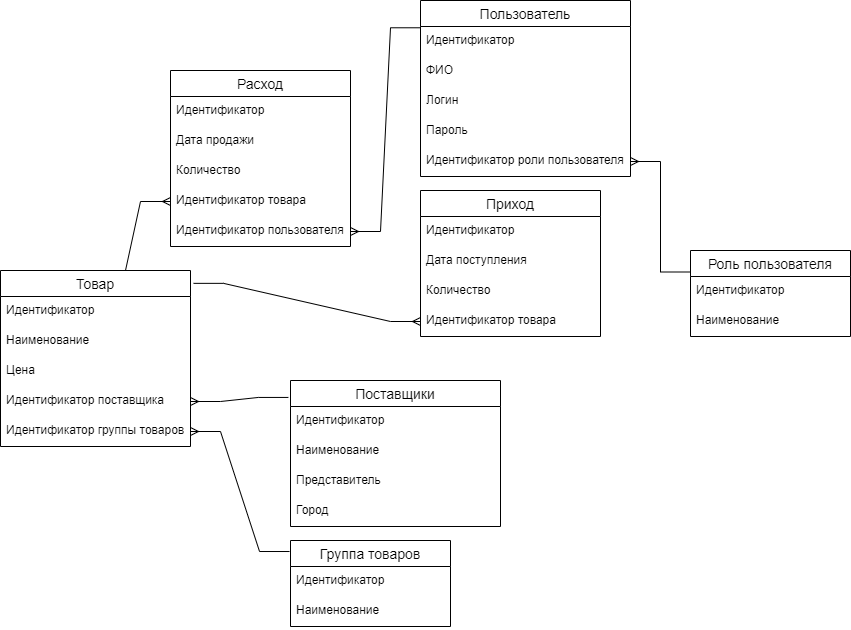 Пользователь
Идентификатор
ФИО
Логин
Пароль
Идентификатор роли пользователя
Расход
Идентификатор
Дата продажи
Количество
Идентификатор товара
Идентификатор пользователя
Приход
Идентификатор
Дата поступления
Количество
Идентификатор товара
Роль пользователя
Идентификатор
Наименование
Товар
Идентификатор
Наименование
Цена
Идентификатор поставщика
Идентификатор группы товаров
Поставщики
Идентификатор
Наименование
Представитель
Город
Группа товаров
Идентификатор
Наименование